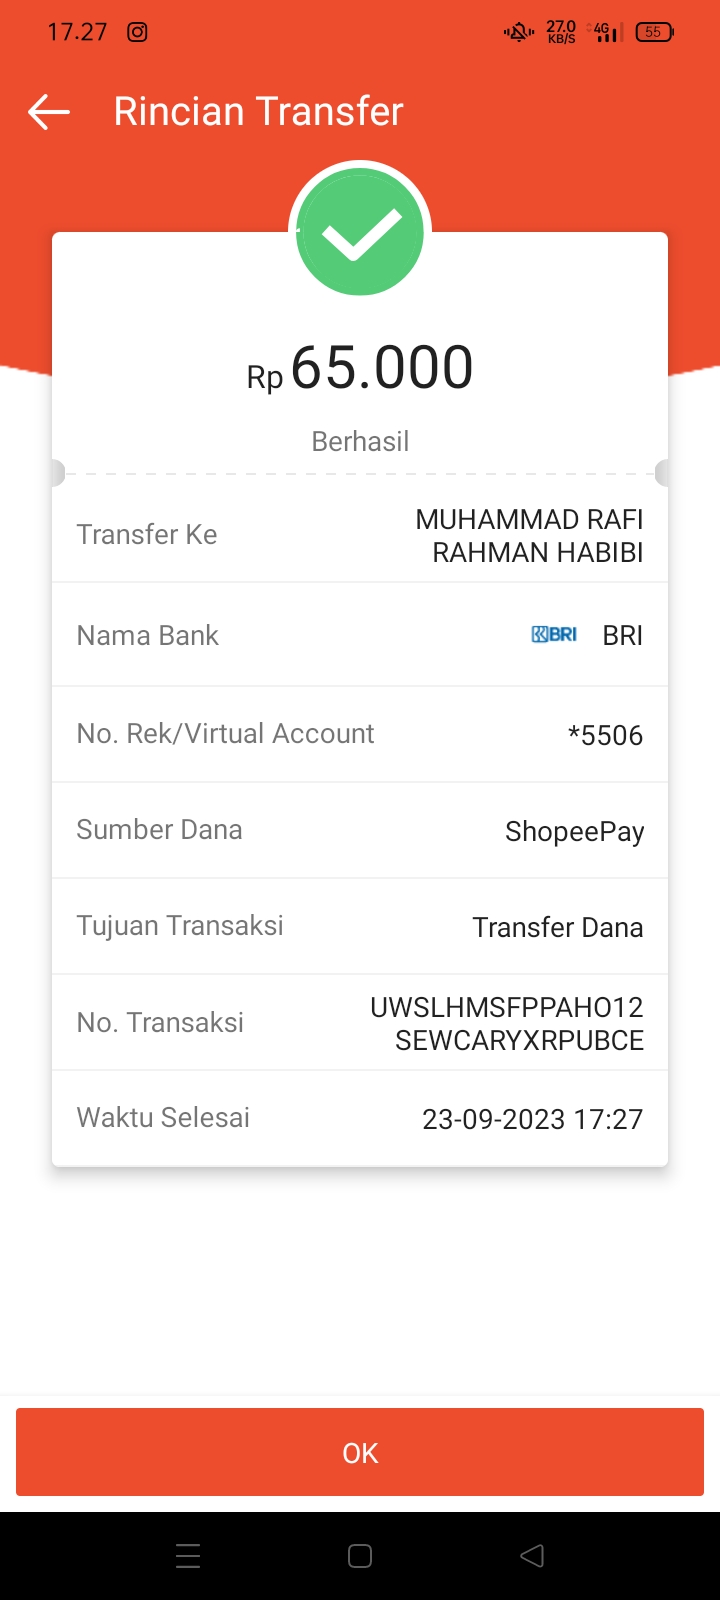 17.27
27.0
KB/S
4G
55
Rincian Transfer
Rp 65.000
Berhasil
Transfer Ke
MUHAMMAD RAFI
RAHMAN HABIBI
Nama Bank
BRI BRI
No. Rek/Virtual Account
*5506
Sumber Dana
ShopeePay
Tujuan Transaksi
Transfer Dana
No. Transaksi
UWSLHMSFPPAHO12
SEWCARYXRPUBCE
Waktu Selesai
23-09-2023 17:27
OK